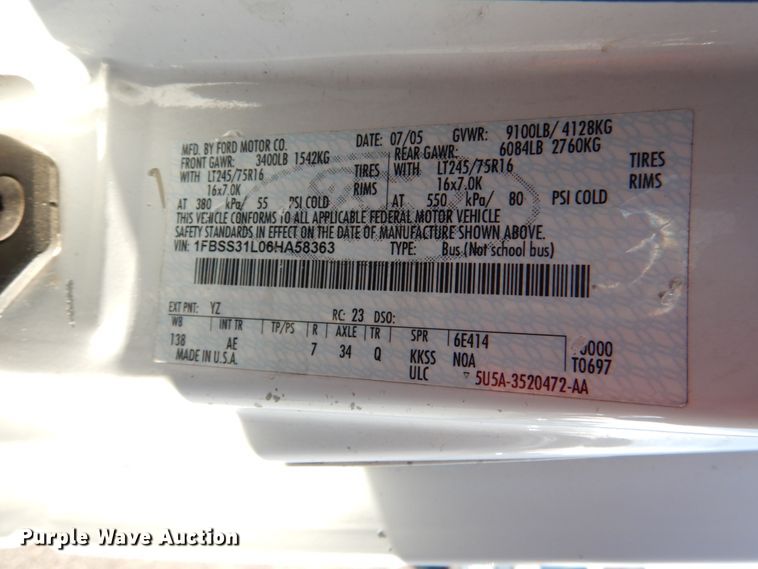 MFD. BY FORD MOTOR CO.
DATE: 07/05 GVWR: 9100LB/ 4128KG
FRONT GAWR: 3400LB 1542KG REAR GAWR: 6084LB 2760KG
WITH LT245/75R16 TIRES WITH LT245/75R16 TIRES
16x7.0K RIMS 16x7.0K RIMS
AT 380 kPa/ 55 PSI COLD AT 550 kPa/ 80 PSI COLD
THIS VEHICLE CONFORMS TO ALL APPLICABLE FEDERAL MOTOR VEHICLE
SAFETY STANDARDS IN EFFECT ON THE DATE OF MANUFACTURE SHOWN ABOVE.
VIN: 1FBSS31L06HA58363 TYPE: Bus (Not school bus)
EXT PNT: YZ RC: 23 DSO:
WB INT TR TP/PS R AXLE TR SPR 6E414
138 AE 7 34 Q KKSS NOA T0697
MADE IN U.S.A. ULC 5U5A-3520472-AA
Purple Wave Auction